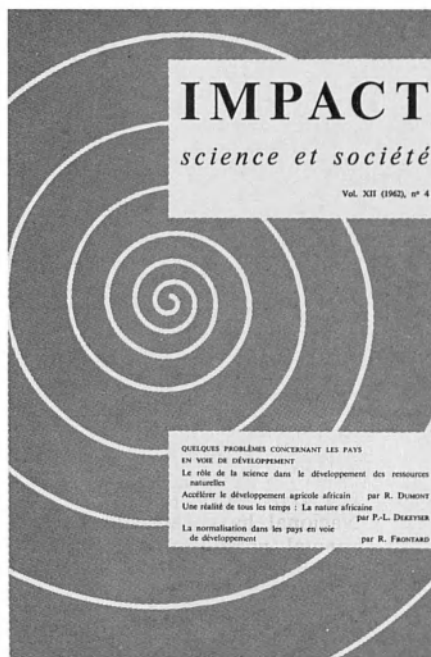 IMPACT
science et société
Vol. XII (1962), nº 4
QUELQUES PROBLÈMES CONCERNANT LES PAYS
EN VOIE DE DÉVELOPPEMENT
Le rôle de la science dans le développement des ressources
naturelles
Accélérer le développement agricole africain par R. DUMONT
Une réalité de tous les temps : La nature africaine
par P.-L. DEKEYSER
La normalisation dans les pays en voie
de développement par R. FRONTARD